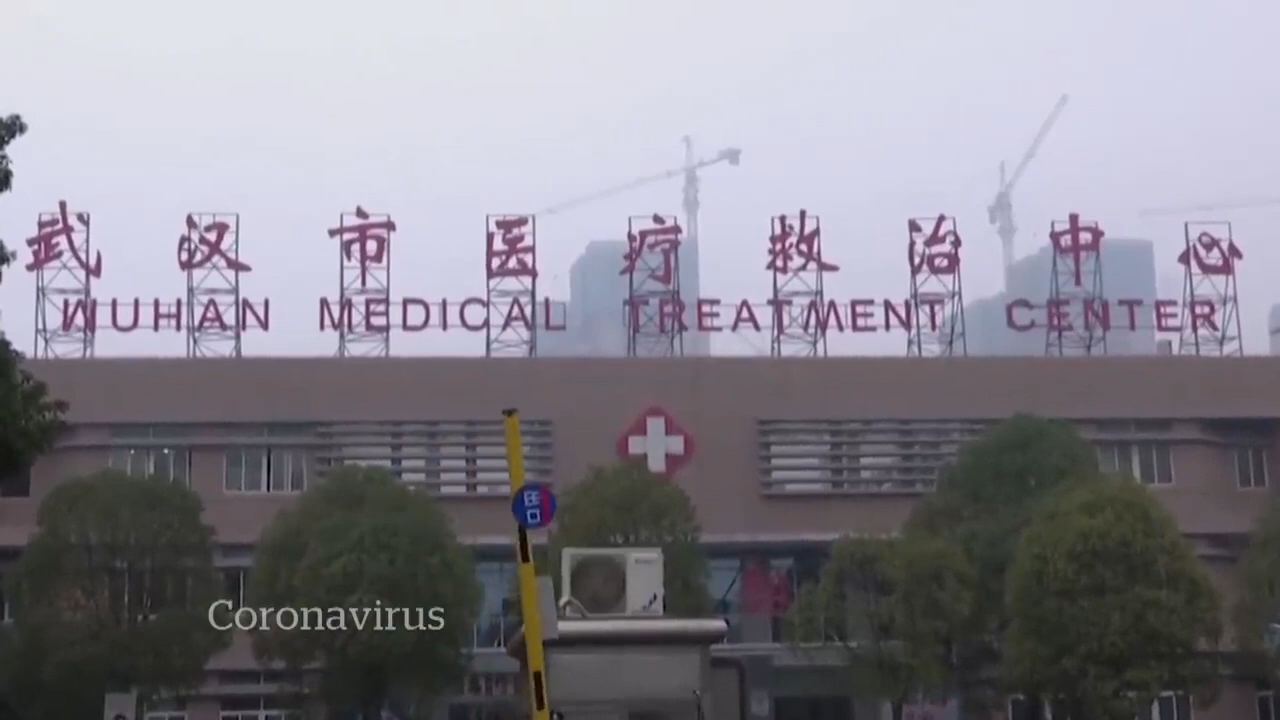 武汉市医疗救治中心
WUHAN MEDICAL TREATMENT CENTER
Coronavirus